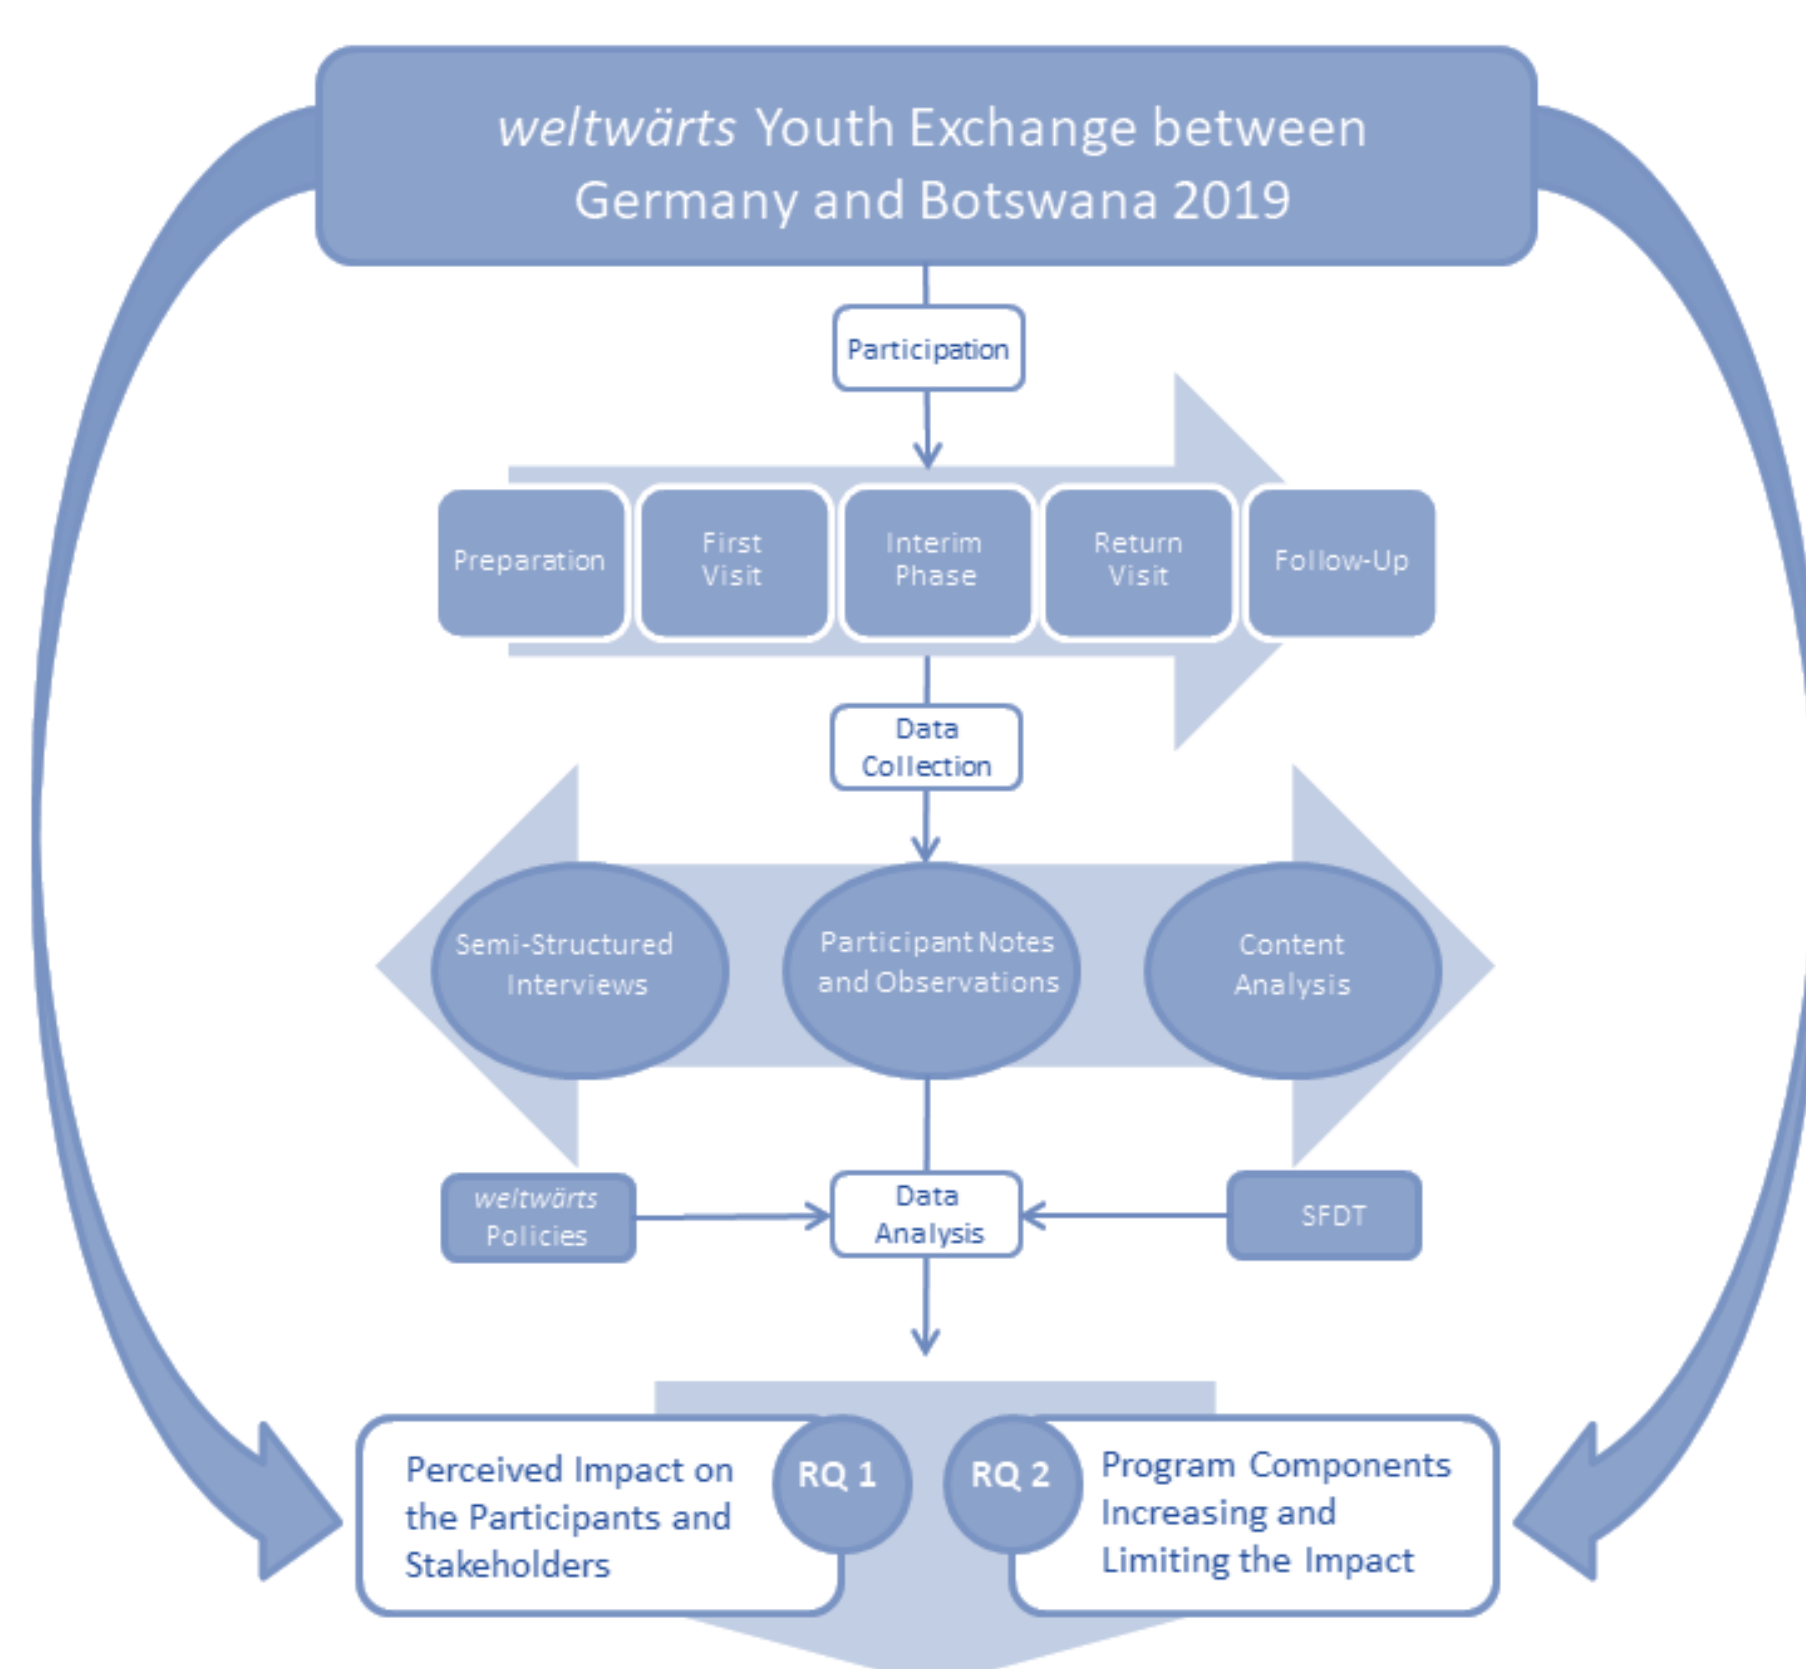 weltwärts Youth Exchange between
Germany and Botswana 2019
Participation
Preparation
First
Visit
Interim
Phase
Return
Visit
Follow-Up
Data
Collection
Semi-Structured
Interviews
Participant Notes
and Observations
Content
Analysis
weltwärts
Policies
Data
Analysis
SFDT
Perceived Impact on
the Participants and
Stakeholders
RQ 1
RQ 2
Program Components
Increasing and
Limiting the Impact